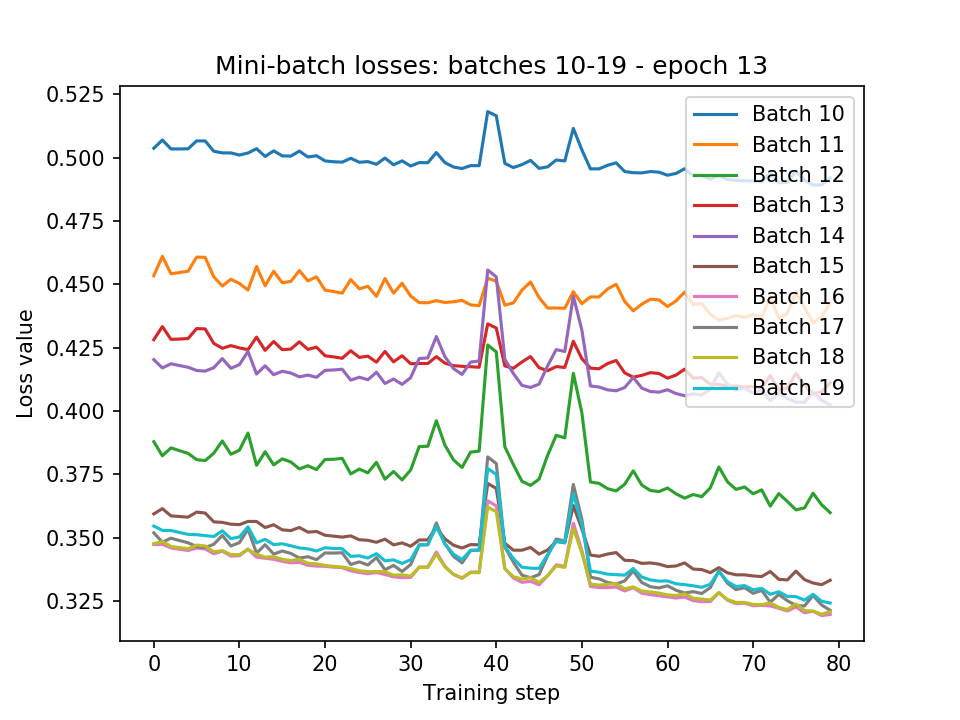 Mini-batch losses: batches 10-19 - epoch 13
Loss value
0.525
0.500
0.475
0.450
0.425
0.400
0.375
0.350
0.325
Batch 10
Batch 11
Batch 12
Batch 13
Batch 14
Batch 15
Batch 16
Batch 17
Batch 18
Batch 19
0 10 20 30 40 50 60 70 80
Training step